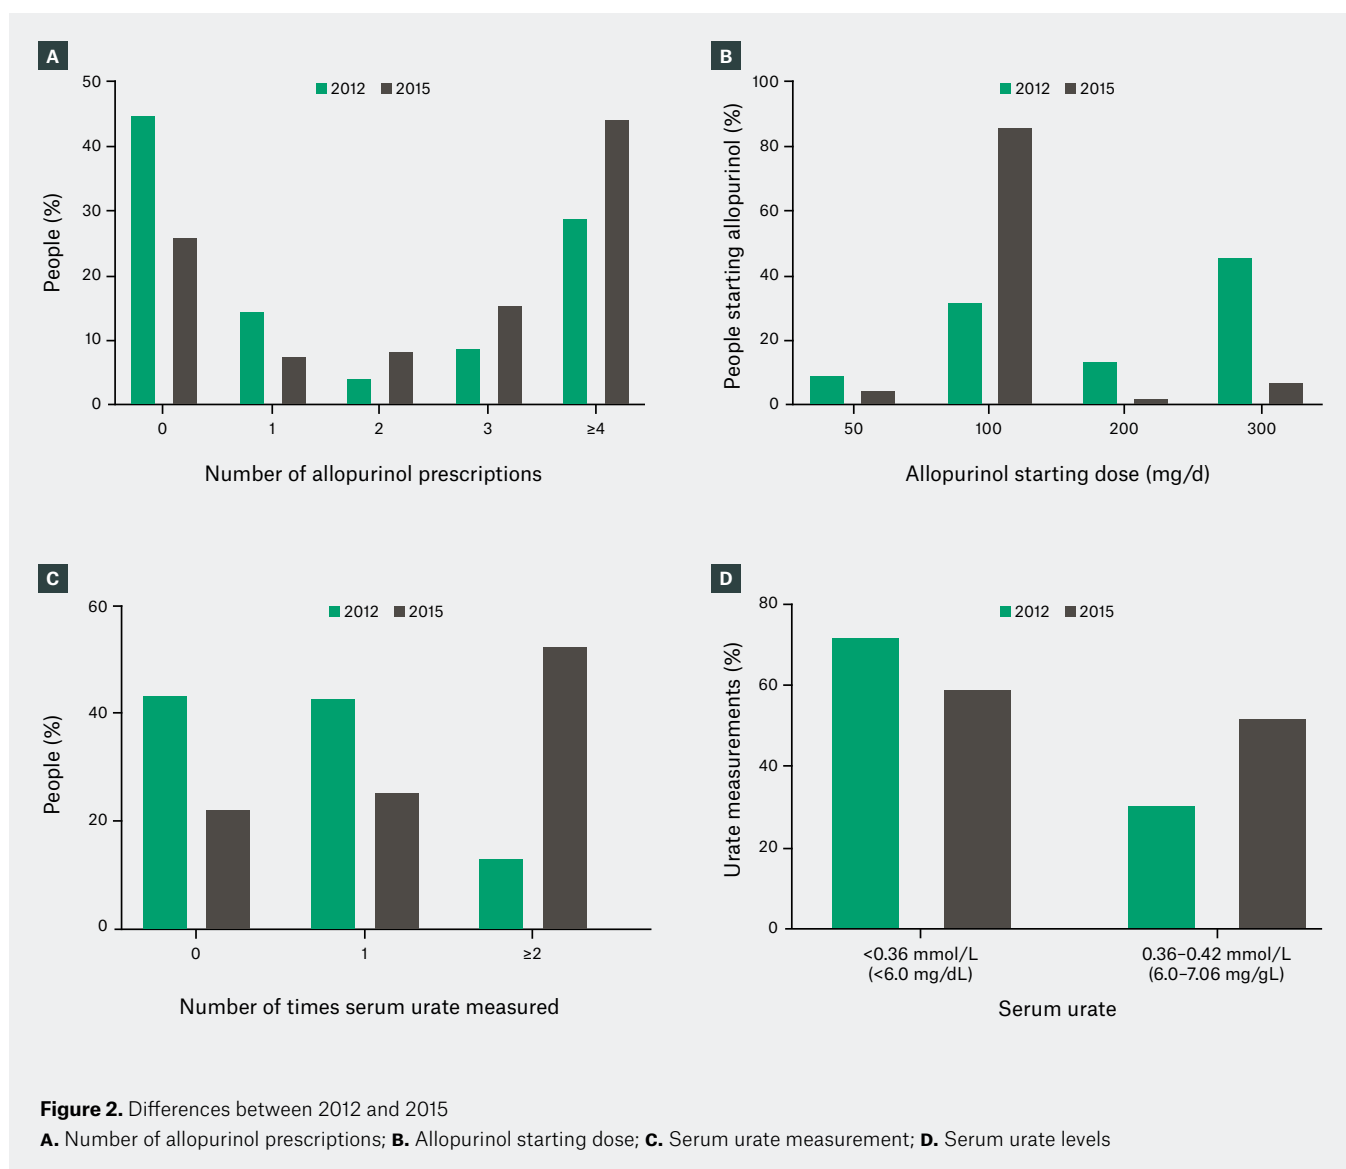 A
2012 2015
50
40
30
20
10
0
People (%)
0 1 2 3 ≥4
Number of allopurinol prescriptions
B
2012 2015
100
80
60
40
20
0
People starting allopurinol (%)
50 100 200 300
Allopurinol starting dose (mg/d)
C
2012 2015
60
40
20
0
People (%)
0 1 ≥2
Number of times serum urate measured
D
2012 2015
80
60
40
20
0
Urate measurements (%)
<0.36 mmol/L 0.36–0.42 mmol/L
(<6.0 mg/dL) (6.0–7.06 mg/gL)
Serum urate
Figure 2. Differences between 2012 and 2015
A. Number of allopurinol prescriptions; B. Allopurinol starting dose; C. Serum urate measurement; D. Serum urate levels